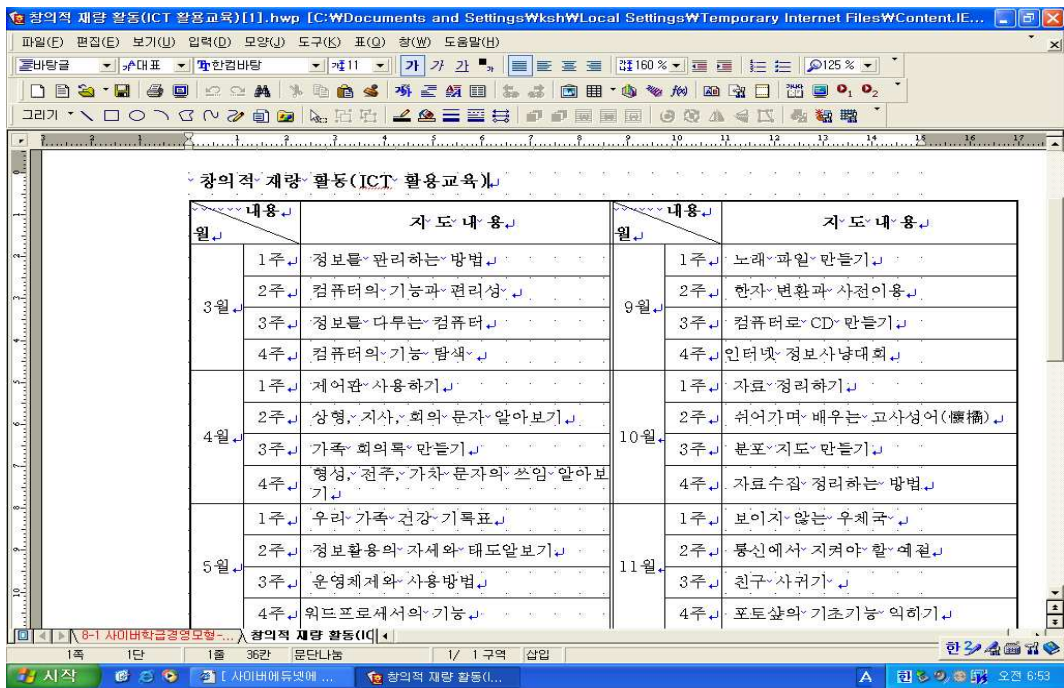 창의적 재량 활동(ICT 활용교육)[1].hwp [C:₩Documents and Settings₩ksh₩Local Settings₩Temporary Internet Files₩Content.IE...
파일(F) 편집(E) 보기(U) 입력(D) 모양(J) 도구(K) 표(Q) 창(W) 도움말(H)
바탕글 대표 한컴바탕 11 가 가 가 160 % 125 %
그리기
창의적 재량 활동(ICT 활용교육)
내용 월 지 도 내 용 내용 월 지 도 내 용
3월 1주 정보를 관리하는 방법 9월 1주 노래 파일 만들기
2주 컴퓨터의 기능과 편리성 2주 한자 변환과 사전이용
3주 정보를 다루는 컴퓨터 3주 컴퓨터로 CD 만들기
4주 컴퓨터의 기능 탐색 4주 인터넷 정보사냥대회
4월 1주 제어판 사용하기 10월 1주 자료 정리하기
2주 상형, 지사, 회의 문자 알아보기 2주 쉬어가며 배우는 고사성어(懷橘)
3주 가족 회의록 만들기 3주 분포 지도 만들기
4주 형성, 전주, 가차 문자의 쓰임 알아보기 4주 자료수집 정리하는 방법
5월 1주 우리 가족 건강 기록표 11월 1주 보이지 않는 우체국
2주 정보활용의 자세와 태도알보기 2주 통신에서 지켜야 할 예절
3주 운영체제와 사용방법 3주 친구 사귀기
4주 워드프로세서의 기능 4주 포토샵의 기초기능 익히기
8-1 사이버학급경영모형-... 창의적 재량 활동(IC
1쪽 1단 1줄 36칸 문단나눔 1/ 1 구역 삽입
시작 [ 사이버에듀넷에 ... 창의적 재량 활동(I... A 한 오전 6:53